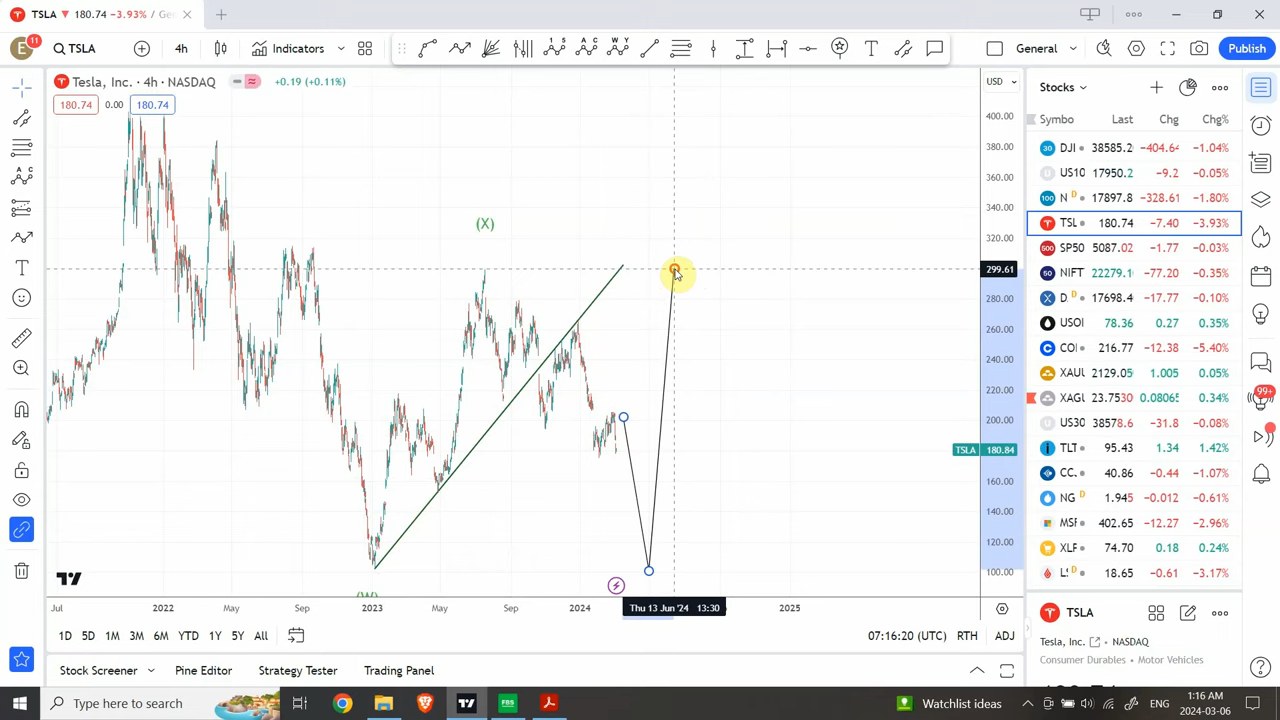 TSLA 180.74 -3.93% / Gen
E 11 TSLA 4h Indicators General Publish
Tesla, Inc. · 4h · NASDAQ +0.19 (+0.11%)
180.74 0.00 180.74
USD
400.00
380.00
360.00
340.00
320.00
299.61
280.00
260.00
240.00
220.00
200.00
TSLA 180.84
160.00
140.00
120.00
100.00
(X)
(W)
Jul 2022 May Sep 2023 May Sep 2024 Thu 13 Jun '24 13:30 2025
1D 5D 1M 3M 6M YTD 1Y 5Y All
07:16:20 (UTC) RTH ADJ
Stock Screener Pine Editor Strategy Tester Trading Panel
Stocks
Symbo Last Chg Chg%
DJI 38585.2 −404.64 −1.04%
US10 17950.2 −9.2 −0.05%
N D 17897.8 −328.61 −1.80%
TSL 180.74 −7.40 −3.93%
SP50 5087.02 −1.77 −0.03%
NIFT 22279.1 −77.20 −0.35%
D. D 17698.4 −17.77 −0.10%
USOI 78.36 0.27 0.35%
COI 216.77 −12.38 −5.40%
XAU 2129.05 1.005 0.05%
XAG 23.7530 0.08065 0.34%
US30 38578.6 −31.8 −0.08%
TLT 95.43 1.34 1.42%
CC. 40.86 −0.44 −1.07%
NG D 1.945 −0.012 −0.61%
MSF 402.65 −12.27 −2.96%
XLF 74.70 0.18 0.24%
18.65 −0.61 −3.17%
TSLA
Tesla, Inc. NASDAQ
Consumer Durables • Motor Vehicles
99+
Type here to search
Watchlist ideas
ENG
1:16 AM
2024-03-06